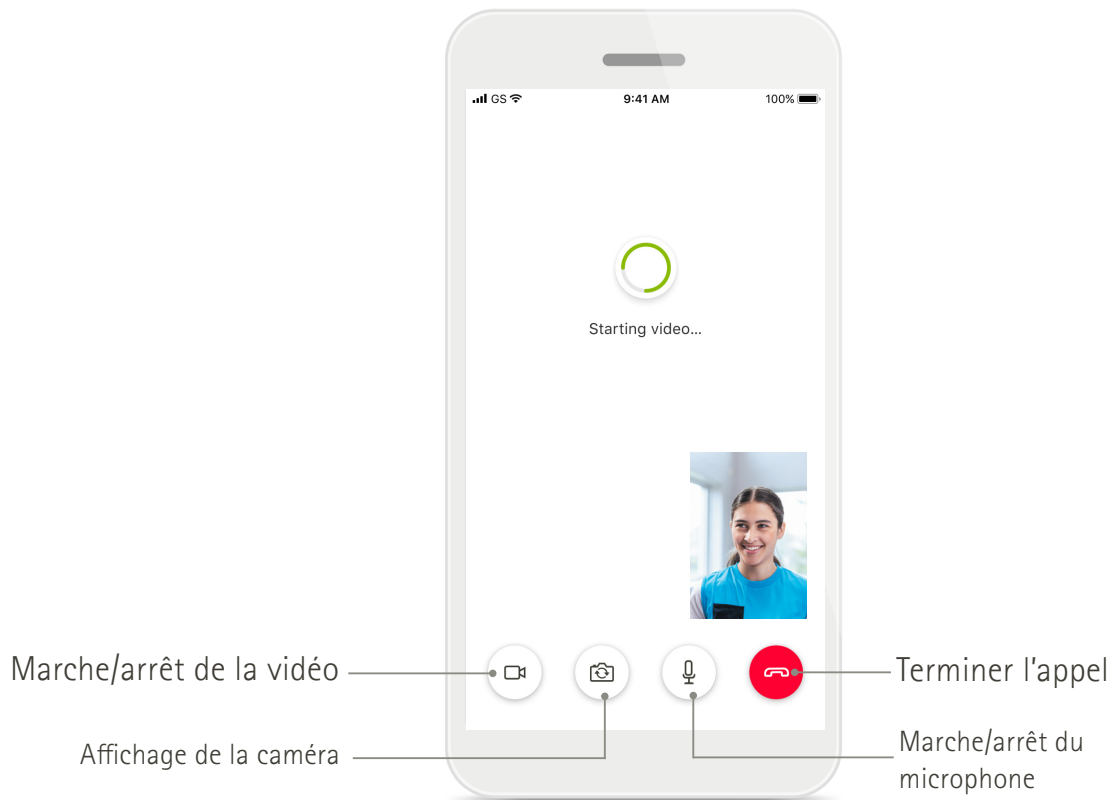 GS 9:41 AM 100%
Starting video...
Marche/arrêt de la vidéo
Terminer l'appel
Affichage de la caméra
Marche/arrêt du
microphone